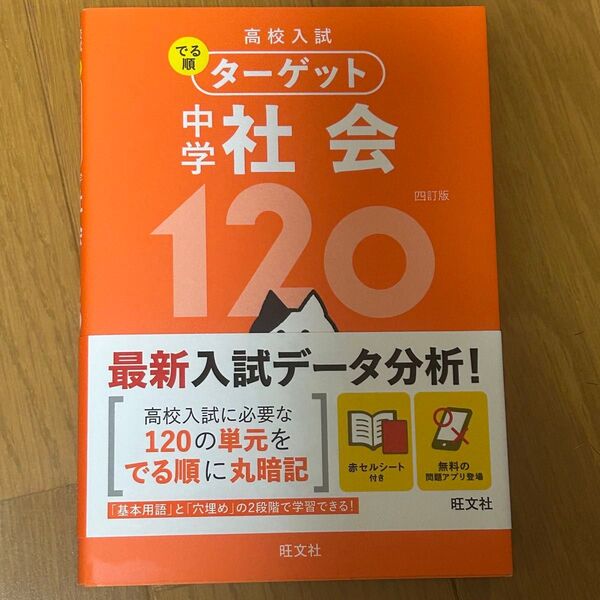 高校入試
でる順
ターゲット
中学 社会
120
四訂版
最新入試データ分析!
高校入試に必要な
120の単元を
でる順に丸暗記
赤セルシート
付き
無料の
問題アプリ登場
「基本用語」と「穴埋め」の2段階で学習できる!
旺文社
旺文社